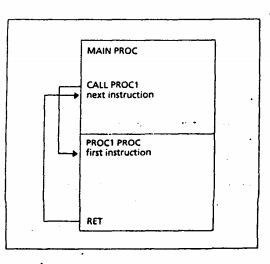 MAIN PROC
CALL PROC1
next instruction
PROC1 PROC
first instruction
RET